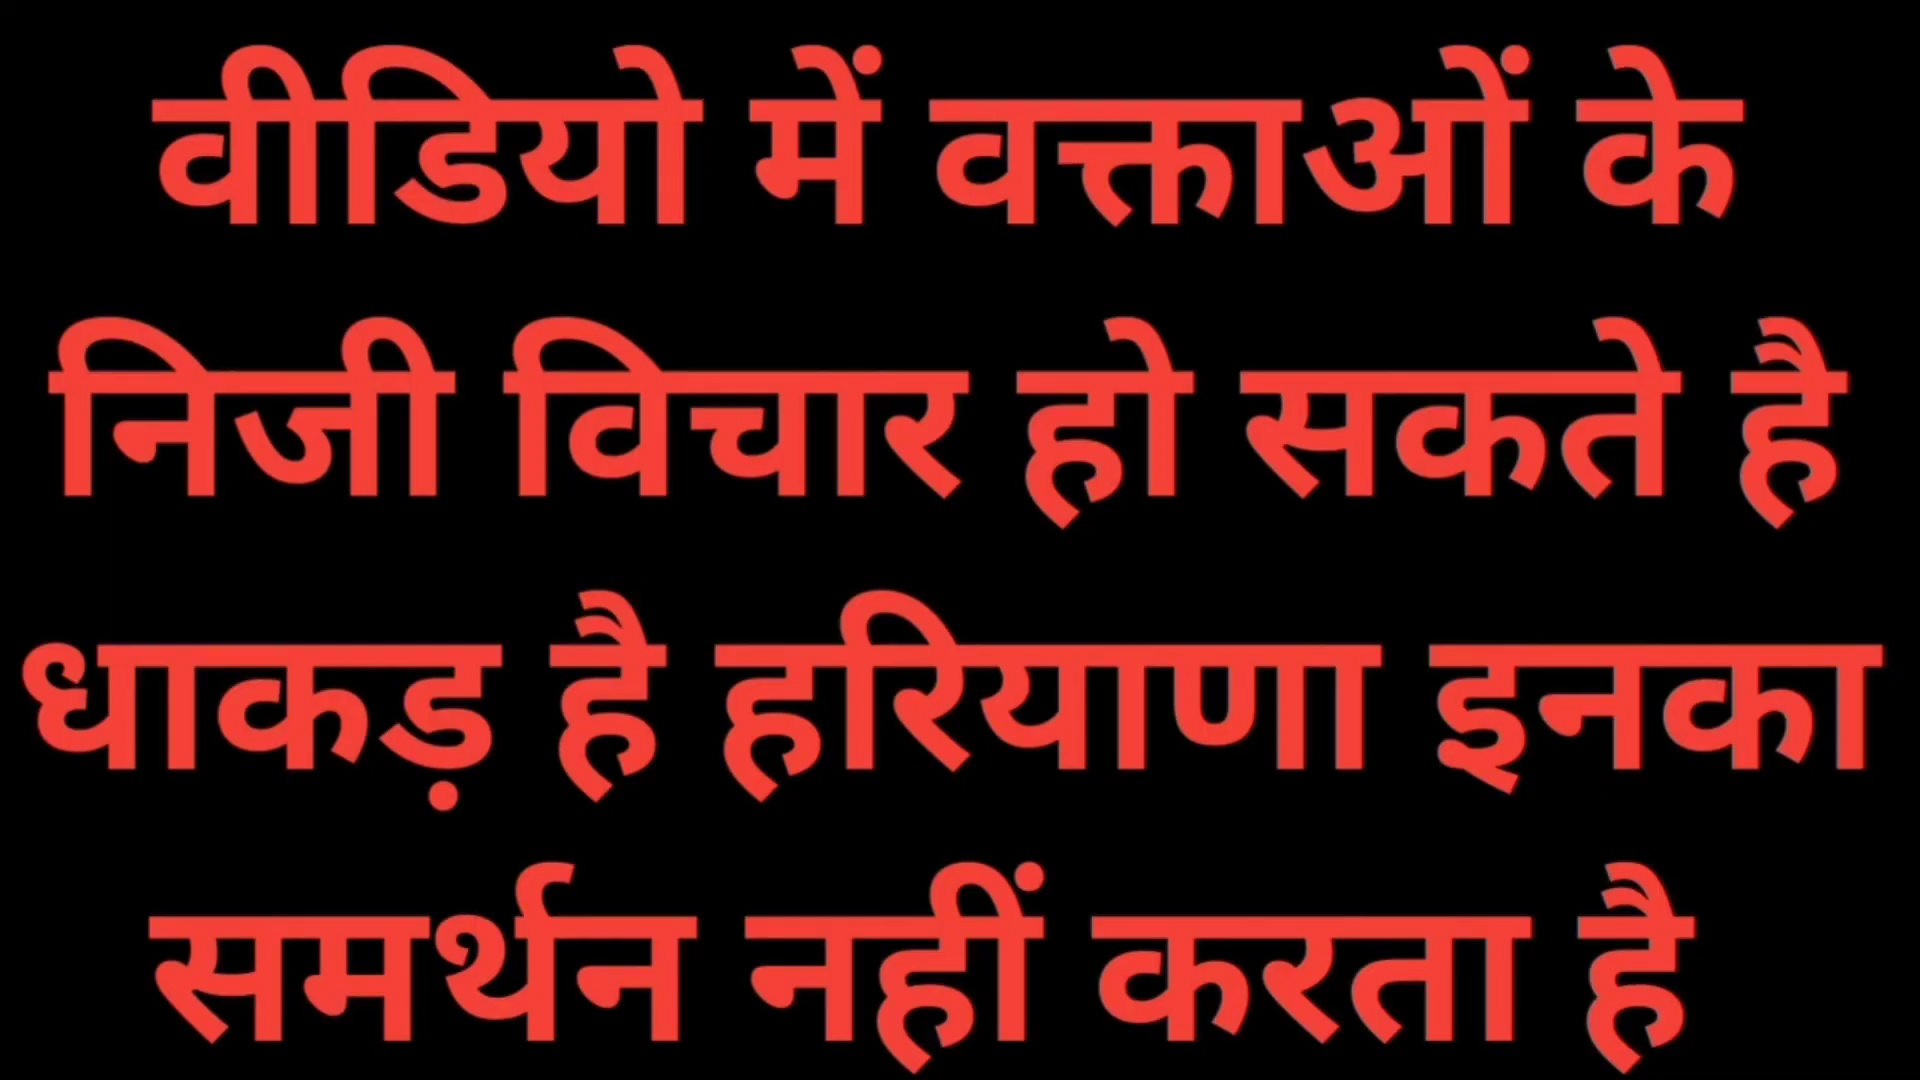 वीडियो में वक्ताओं के
निजी विचार हो सकते है
धाकड़ है हरियाणा इनका
समर्थन नहीं करता है